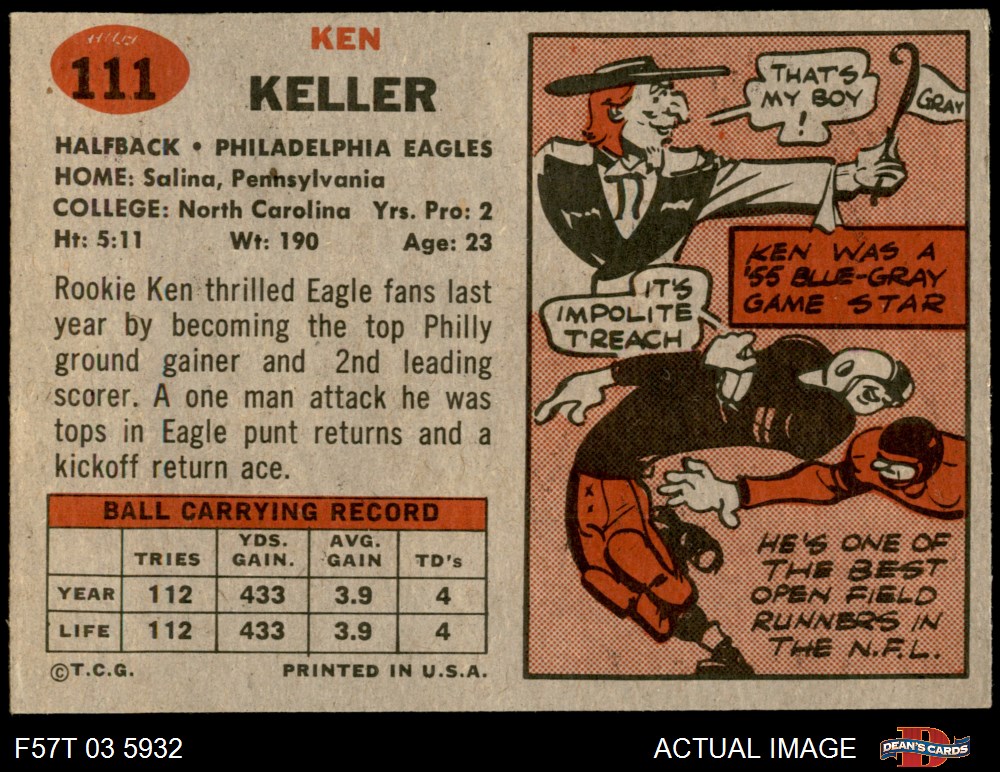 111
KEN
KELLER
HALFBACK • PHILADELPHIA EAGLES
HOME: Salina, Pennsylvania
COLLEGE: North Carolina Yrs. Pro: 2
Ht: 5:11 Wt: 190 Age: 23
Rookie Ken thrilled Eagle fans last
year by becoming the top Philly
ground gainer and 2nd leading
scorer. A one man attack he was
tops in Eagle punt returns and a
kickoff return ace.
BALL CARRYING RECORD
TRIES YDS. GAIN. AVG. GAIN TD's
YEAR 112 433 3.9 4
LIFE 112 433 3.9 4
©T.C.G. PRINTED IN U.S.A.
THAT'S
MY BOY
!
GRAY
KEN WAS A
'55 BLUE-GRAY
GAME STAR
IT'S
IMPOLITE
T'REACH
HE'S ONE OF
THE BEST
OPEN FIELD
RUNNERS IN
THE N.F.L.
F57T 03 5932
ACTUAL IMAGE
D
DEAN'S CARDS